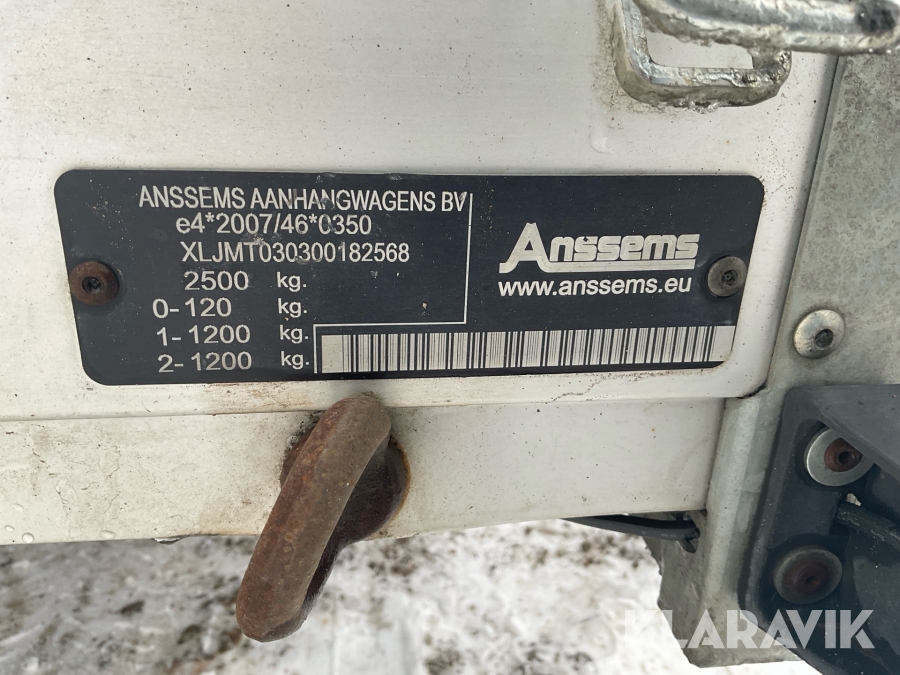 ANSSEMS AANHANGWAGENS BV
e4*2007/46*0350
XLJMT030300182568
2500 kg.
0-120 kg.
1-1200 kg.
2-1200 kg.
Anssems
www.anssems.eu
KLARAVIK